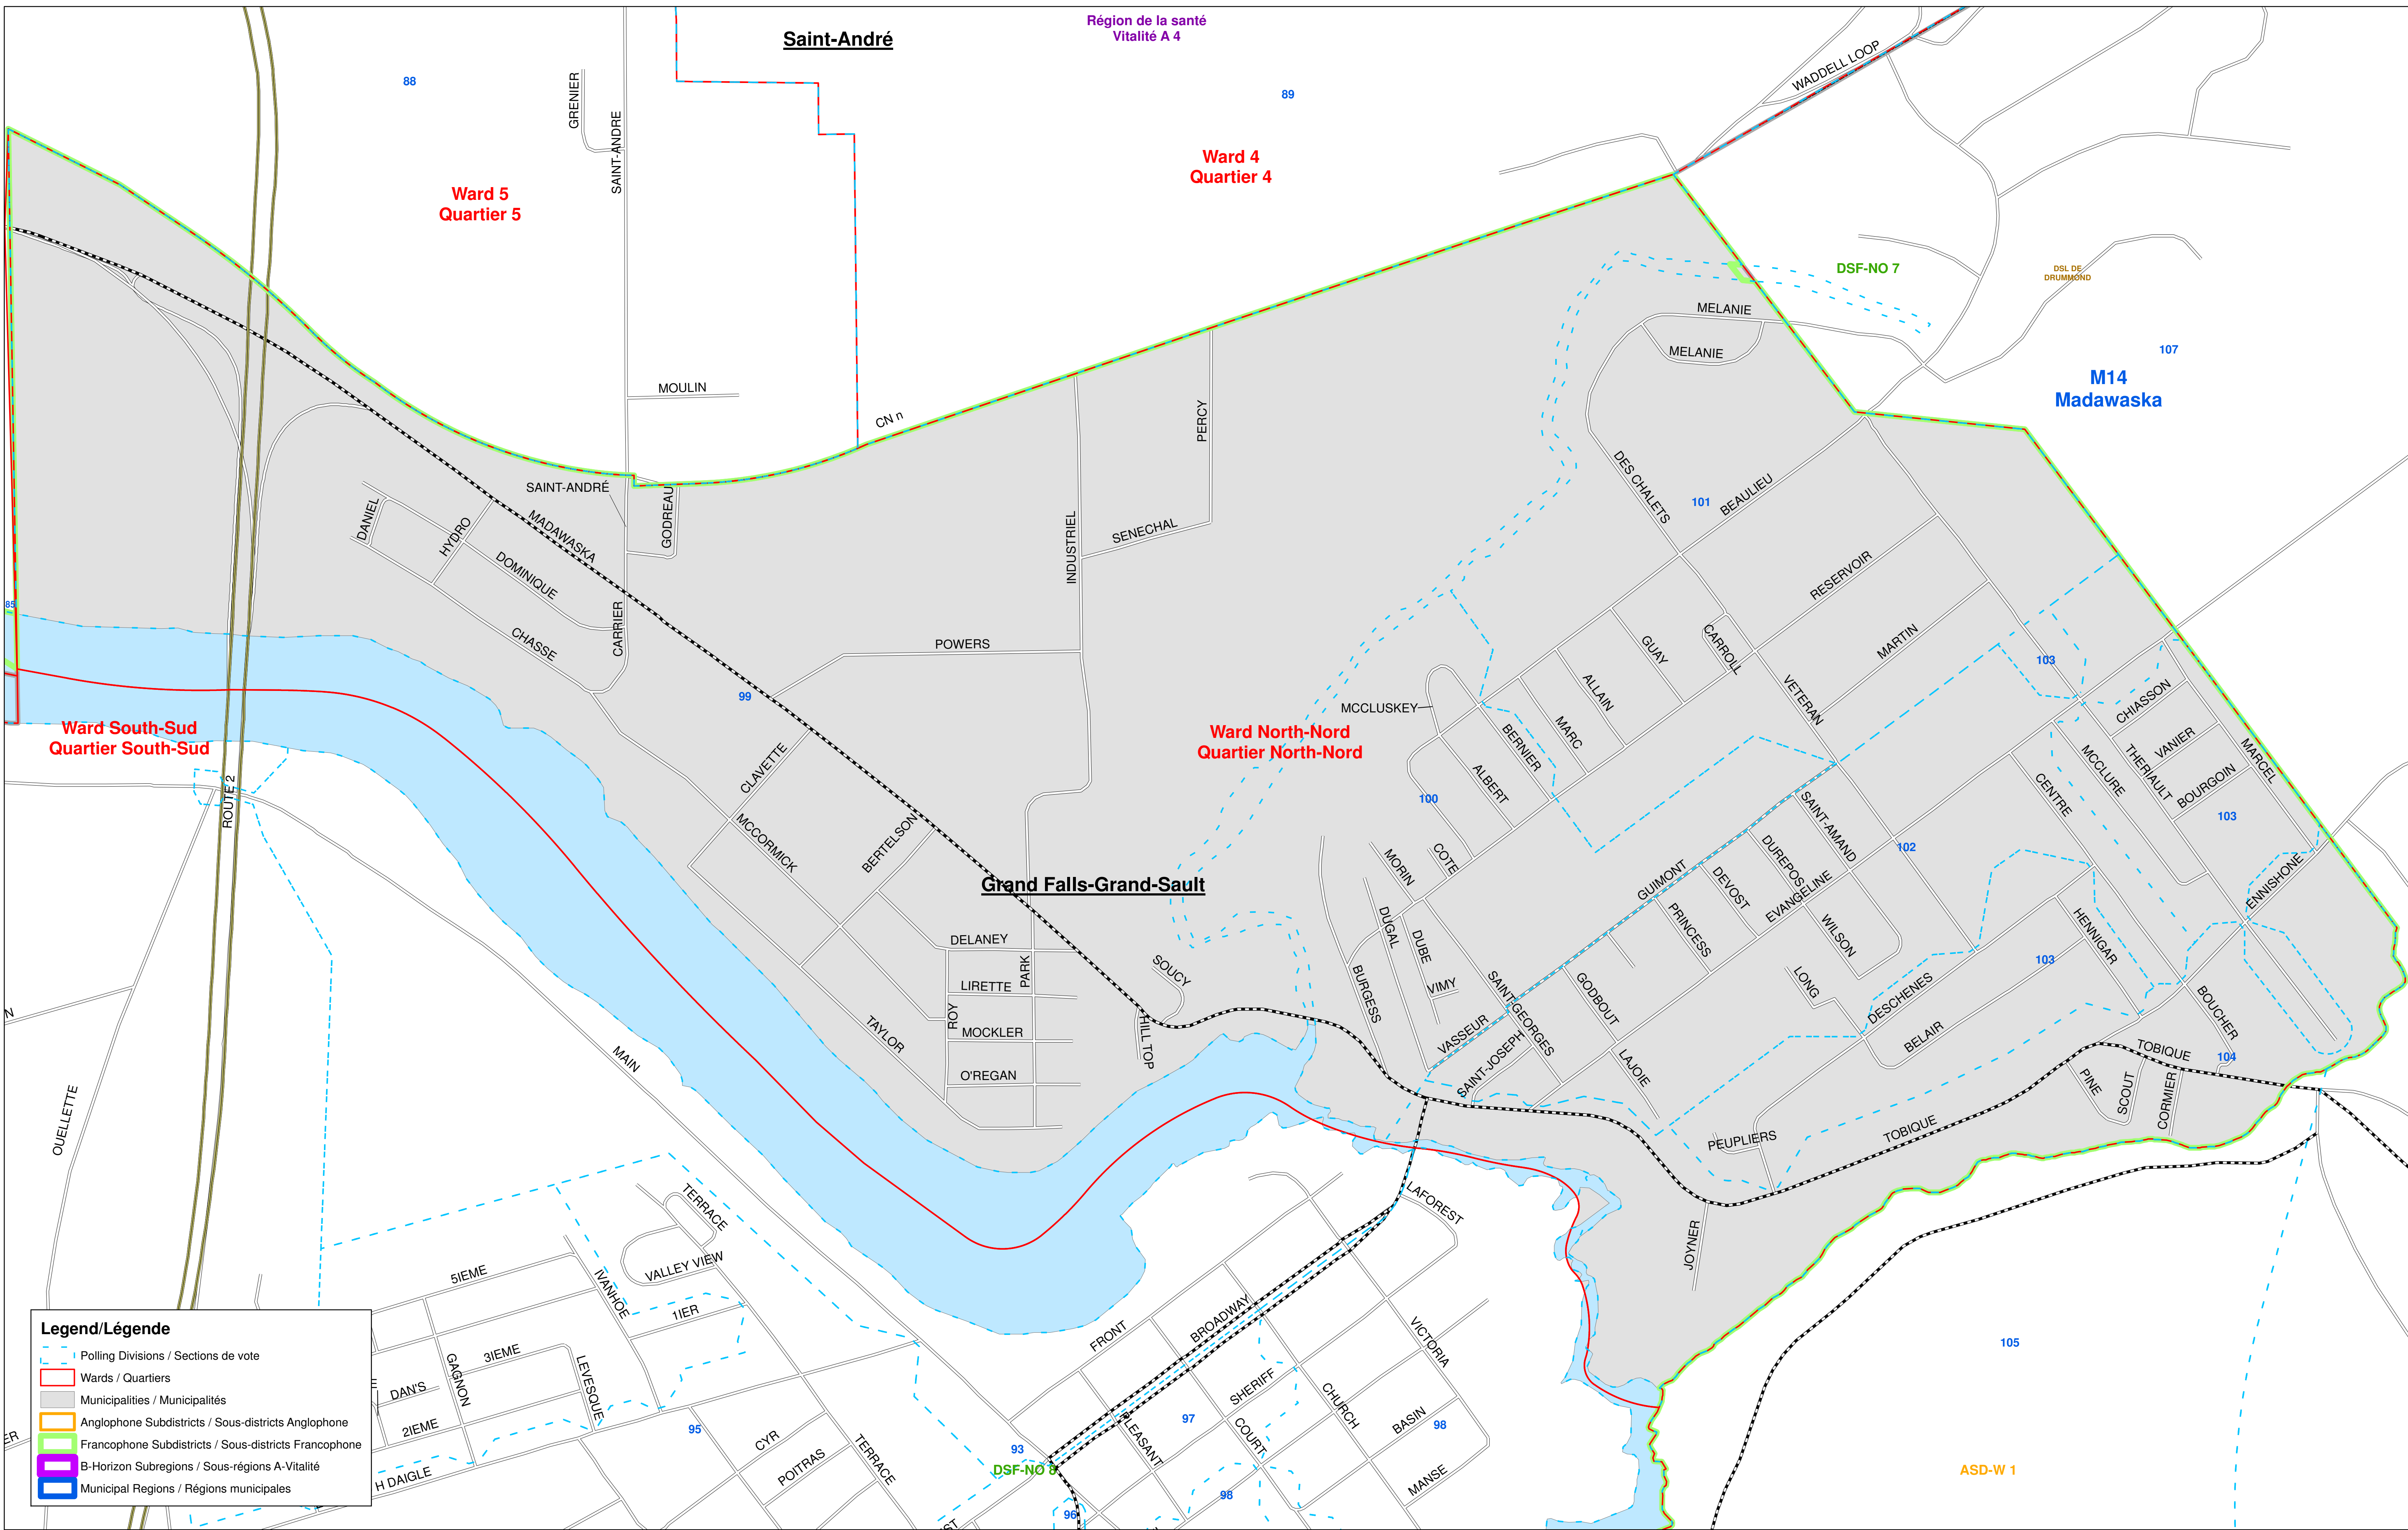 Saint-André
Région de la santé
Vitalité A 4
88
89
GRENIER
SAINT-ANDRE
WADDELL LOOP
Ward 5
Quartier 5
Ward 4
Quartier 4
DSF-NO 7
DSL DE
DRUMMOND
107
M14
Madawaska
MELANIE
MELANIE
MOULIN
CN n
PERCY
SAINT-ANDRÉ
GODREAU
DANIEL
HYDRO
MADAWASKA
DOMINIQUE
INDUSTRIEL
SENECHAL
DES CHALETS
101
BEAULIEU
RESERVOIR
85
CHASSE
CARRIER
POWERS
99
MCCLUSKEY
GUAY
CARROLL
MARTIN
103
ALLAIN
MARC
BERNIER
ALBERT
VETERAN
CHIASSON
VANIER
THERIAULT
MARCEL
MCCLURE
BOURGOIN
103
CENTRE
Ward South-Sud
Quartier South-Sud
Ward North-Nord
Quartier North-Nord
ROUTE 2
CLAVETTE
MCCORMICK
BERTELSON
100
SAINT-AMAND
102
MORIN
COTE
GUIMONT
DUREPOS
DEVOST
EVANGELINE
PRINCESS
WILSON
ENNISHONE
Grand Falls-Grand-Sault
DUGAL
DUBE
VIMY
HENNIGAR
DELANEY
LIRETTE
PARK
ROY
MOCKLER
O'REGAN
TAYLOR
SOUCY
HILL TOP
BURGESS
VASSEUR
SAINT-GEORGES
SAINT-JOSEPH
GODBOUT
LAJOIE
LONG
DESCHENES
103
BELAIR
BOUCHER
TOBIQUE
104
PINE
SCOUT
CORMIER
N
OUELLETTE
MAIN
PEUPLIERS
TOBIQUE
JOYNER
TERRACE
VALLEY VIEW
LAFOREST
5IEME
IVANHOE
1IER
FRONT
BROADWAY
VICTORIA
105
3IEME
GAGNON
DAN'S
E
2IEME
LEVESQUE
SHERIFF
CHURCH
95
CYR
POITRAS
TERRACE
93
DSF-NO 8
LEASANT
97
COURT
BASIN
98
MANSE
ASD-W 1
ER
H DAIGLE
96
98
ST
Legend/Légende
Polling Divisions / Sections de vote
Wards / Quartiers
Municipalities / Municipalités
Anglophone Subdistricts / Sous-districts Anglophone
Francophone Subdistricts / Sous-districts Francophone
B-Horizon Subregions / Sous-régions A-Vitalité
Municipal Regions / Régions municipales